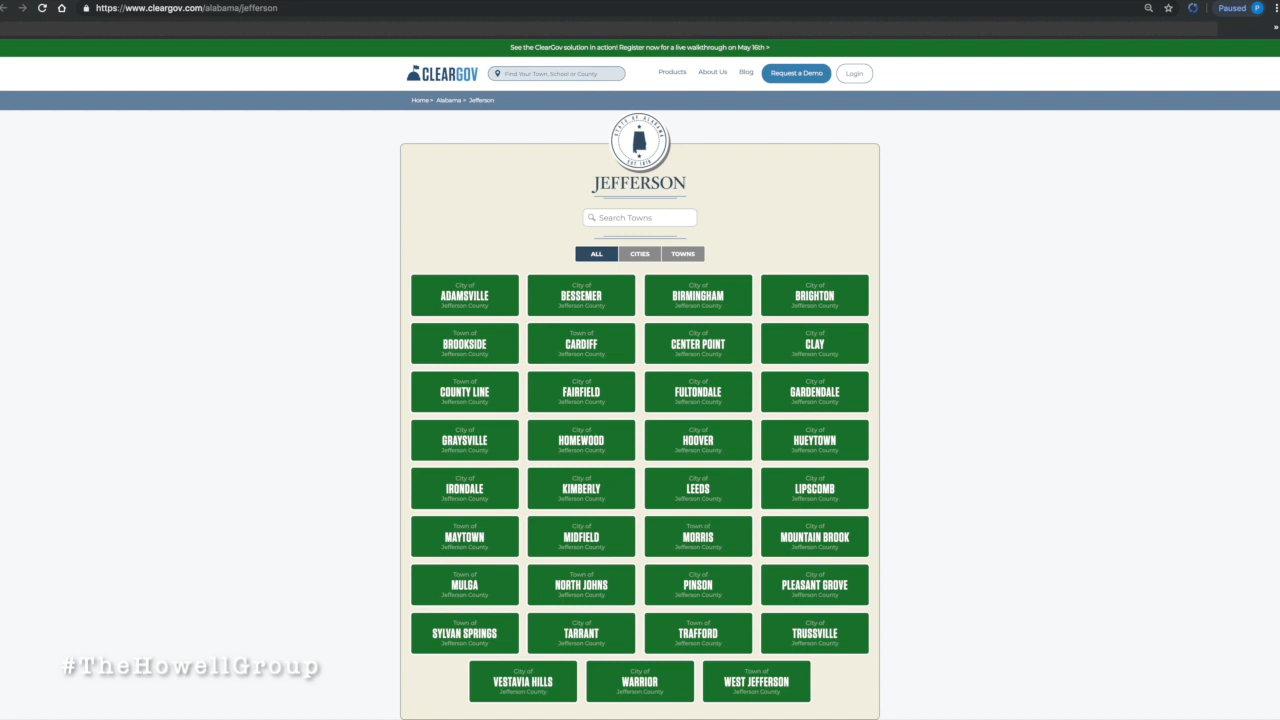 https://www.cleargov.com/alabama/jefferson
Paused
P
»
See the ClearGov solution in action! Register now for a live walkthrough on May 16th >
CLEARGOV
Find Your Town, School or County
Products
About Us
Blog
Request a Demo
Login
Home > Alabama > Jefferson
STATE OF ALABAMA
EST 1819
JEFFERSON
Search Towns
ALL
CITIES
TOWNS
City of
ADAMSVILLE
Jefferson County
City of
BESSEMER
Jefferson County
City of
BIRMINGHAM
Jefferson County
City of
BRIGHTON
Jefferson County
Town of
BROOKSIDE
Jefferson County
Town of
CARDIFF
Jefferson County
City of
CENTER POINT
Jefferson County
City of
CLAY
Jefferson County
Town of
COUNTY LINE
Jefferson County
City of
FAIRFIELD
Jefferson County
City of
FULTONDALE
Jefferson County
City of
GARDENDALE
Jefferson County
City of
GRAYSVILLE
Jefferson County
City of
HOMEWOOD
Jefferson County
City of
HOOVER
Jefferson County
City of
HUEYTOWN
Jefferson County
City of
IRONDALE
Jefferson County
City of
KIMBERLY
Jefferson County
City of
LEEDS
Jefferson County
City of
LIPSCOMB
Jefferson County
Town of
MAYTOWN
Jefferson County
City of
MIDFIELD
Jefferson County
Town of
MORRIS
Jefferson County
City of
MOUNTAIN BROOK
Jefferson County
Town of
MULGA
Jefferson County
Town of
NORTH JOHNS
Jefferson County
City of
PINSON
Jefferson County
City of
PLEASANT GROVE
Jefferson County
Town of
SYLVAN SPRINGS
Jefferson County
City of
TARRANT
Jefferson County
Town of
TRAFFORD
Jefferson County
City of
TRUSSVILLE
Jefferson County
City of
VESTAVIA HILLS
Jefferson County
City of
WARRIOR
Jefferson County
Town of
WEST JEFFERSON
Jefferson County
#TheHowellGroup